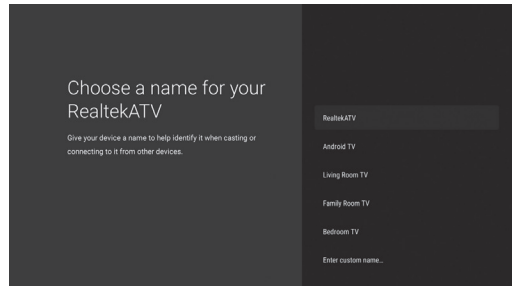 Choose a name for your
RealtekATV
Give your device a name to help identify it when casting or
connecting to it from other devices.
RealtekATV
Android TV
Living Room TV
Family Room TV
Bedroom TV
Enter custom name...